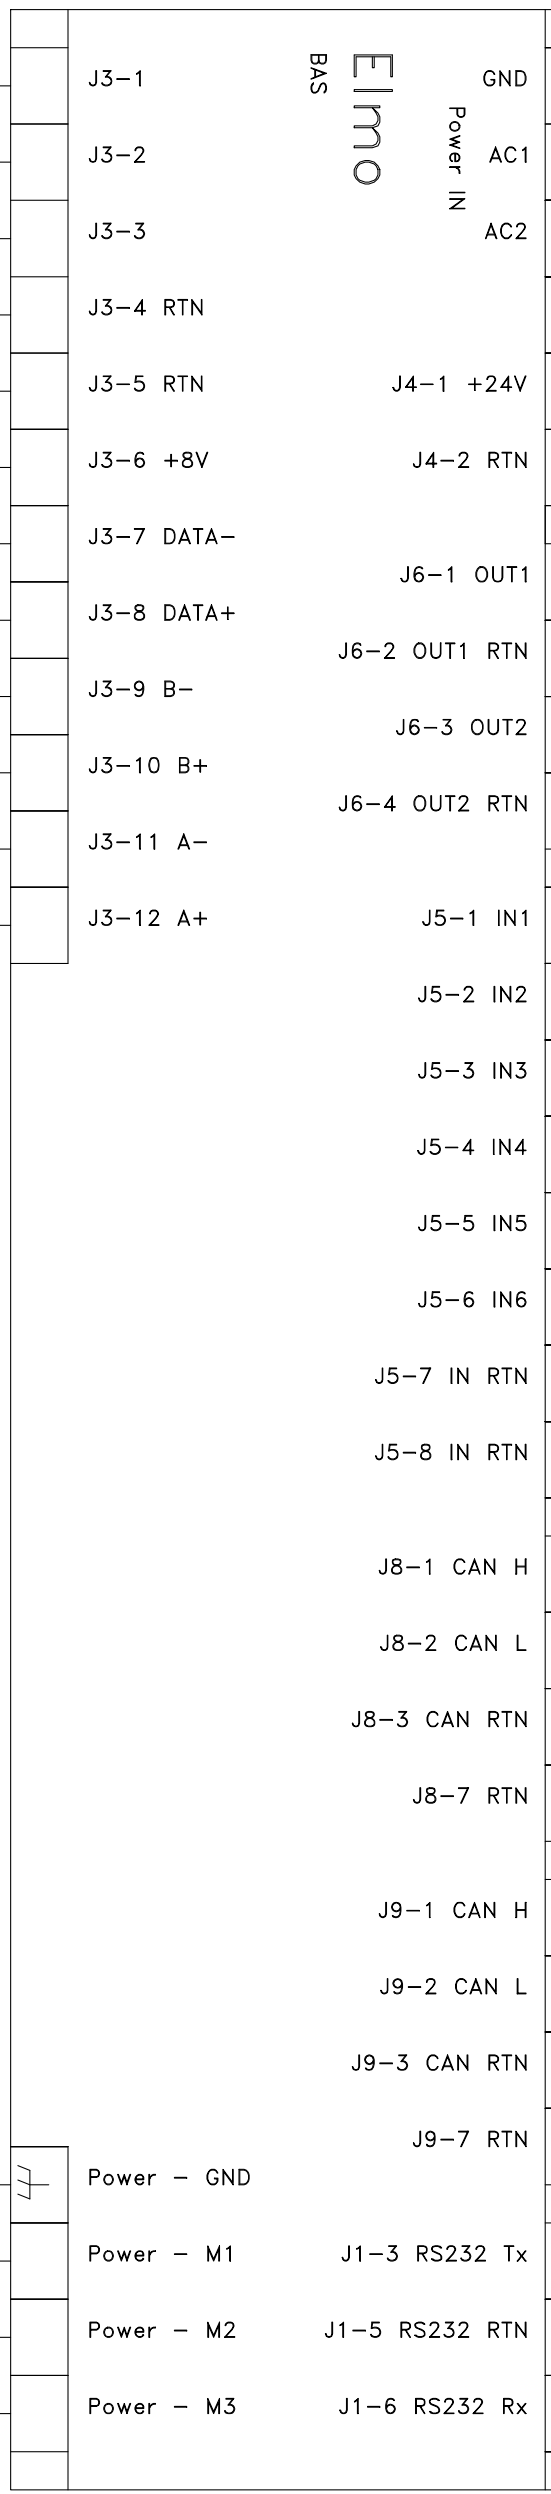 Elmo
BAS
Power IN
J3-1
J3-2
J3-3
J3-4 RTN
J3-5 RTN
J3-6 +8V
J3-7 DATA-
J3-8 DATA+
J3-9 B-
J3-10 B+
J3-11 A-
J3-12 A+
Power - GND
Power - M1
Power - M2
Power - M3
GND
AC1
AC2
J4-1 +24V
J4-2 RTN
J6-1 OUT1
J6-2 OUT1 RTN
J6-3 OUT2
J6-4 OUT2 RTN
J5-1 IN1
J5-2 IN2
J5-3 IN3
J5-4 IN4
J5-5 IN5
J5-6 IN6
J5-7 IN RTN
J5-8 IN RTN
J8-1 CAN H
J8-2 CAN L
J8-3 CAN RTN
J8-7 RTN
J9-1 CAN H
J9-2 CAN L
J9-3 CAN RTN
J9-7 RTN
J1-3 RS232 Tx
J1-5 RS232 RTN
J1-6 RS232 Rx